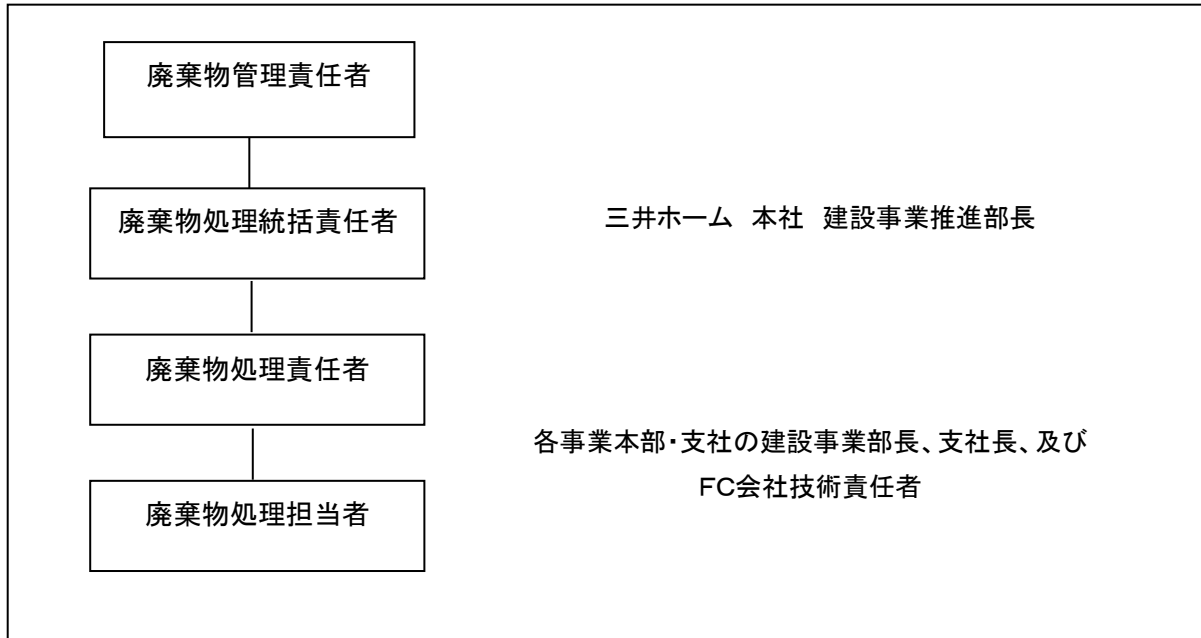 廃棄物管理責任者
廃棄物処理統括責任者
三井ホーム 本社 建設事業推進部長
廃棄物処理責任者
各事業本部・支社の建設事業部長、支社長、及び
FC会社技術責任者
廃棄物処理担当者